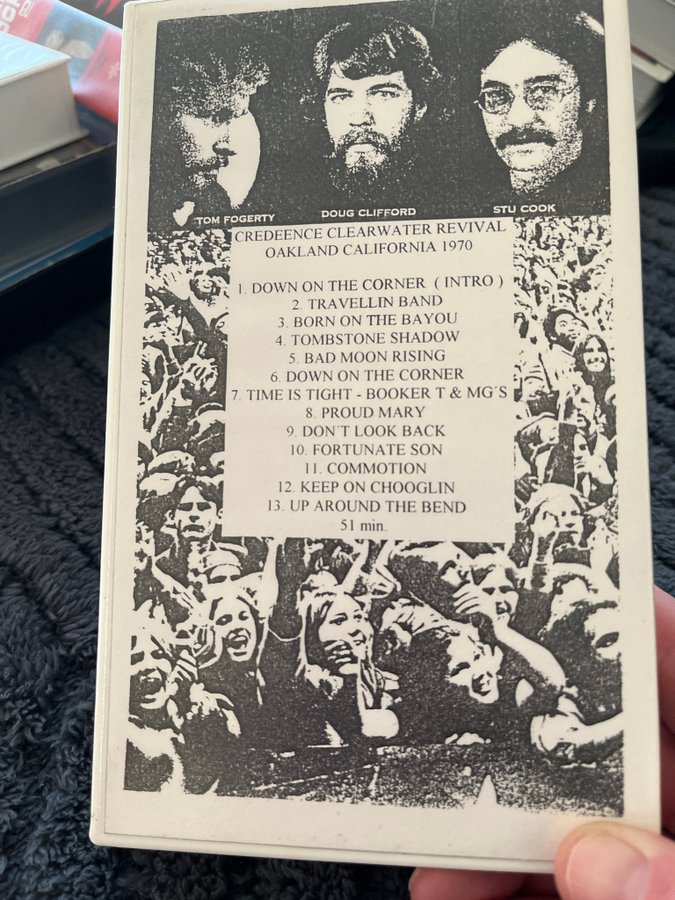 TOM FOGERTY
DOUG CLIFFORD
STU COOK
CREDEENCE CLEARWATER REVIVAL
OAKLAND CALIFORNIA 1970
1. DOWN ON THE CORNER ( INTRO )
2. TRAVELLIN BAND
3. BORN ON THE BAYOU
4. TOMBSTONE SHADOW
5. BAD MOON RISING
6. DOWN ON THE CORNER
7. TIME IS TIGHT - BOOKER T & MG´S
8. PROUD MARY
9. DON´T LOOK BACK
10. FORTUNATE SON
11. COMMOTION
12. KEEP ON CHOOGLIN
13. UP AROUND THE BEND
51 min.